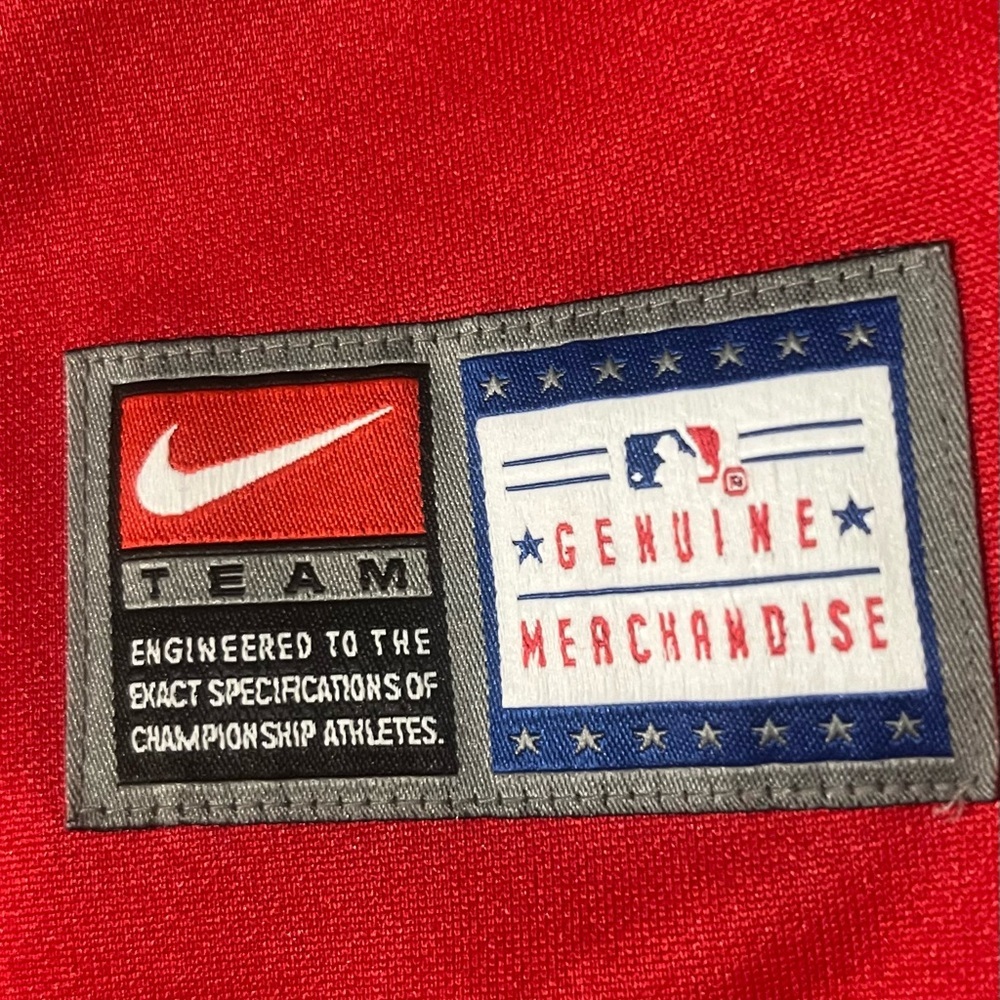 TEAM
ENGINEERED TO THE
EXACT SPECIFICATIONS OF
CHAMPIONSHIP ATHLETES.
GENUINE
MERCHANDISE